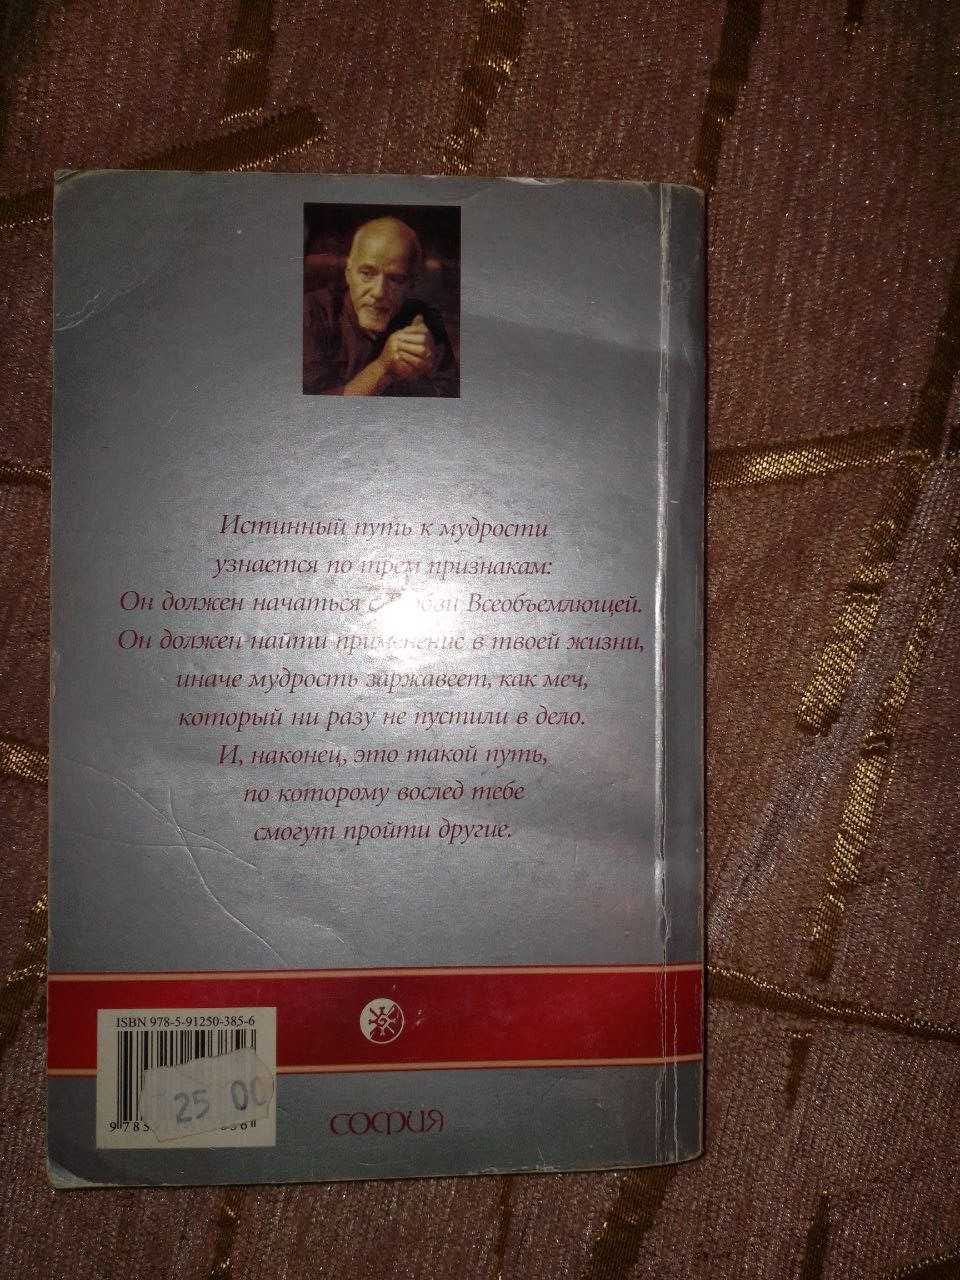 Истинный путь к мудрости
узнается по трем признакам:
Он должен начаться с Любви Всеобъемлющей.
Он должен найти применение в твоей жизни,
иначе мудрость заржавеет, как меч,
который ни разу не пустили в дело.
И, наконец, это такой путь,
по которому вослед тебе
смогут пройти другие.
ISBN 978-5-91250-385-6
25 00
СОФИЯ